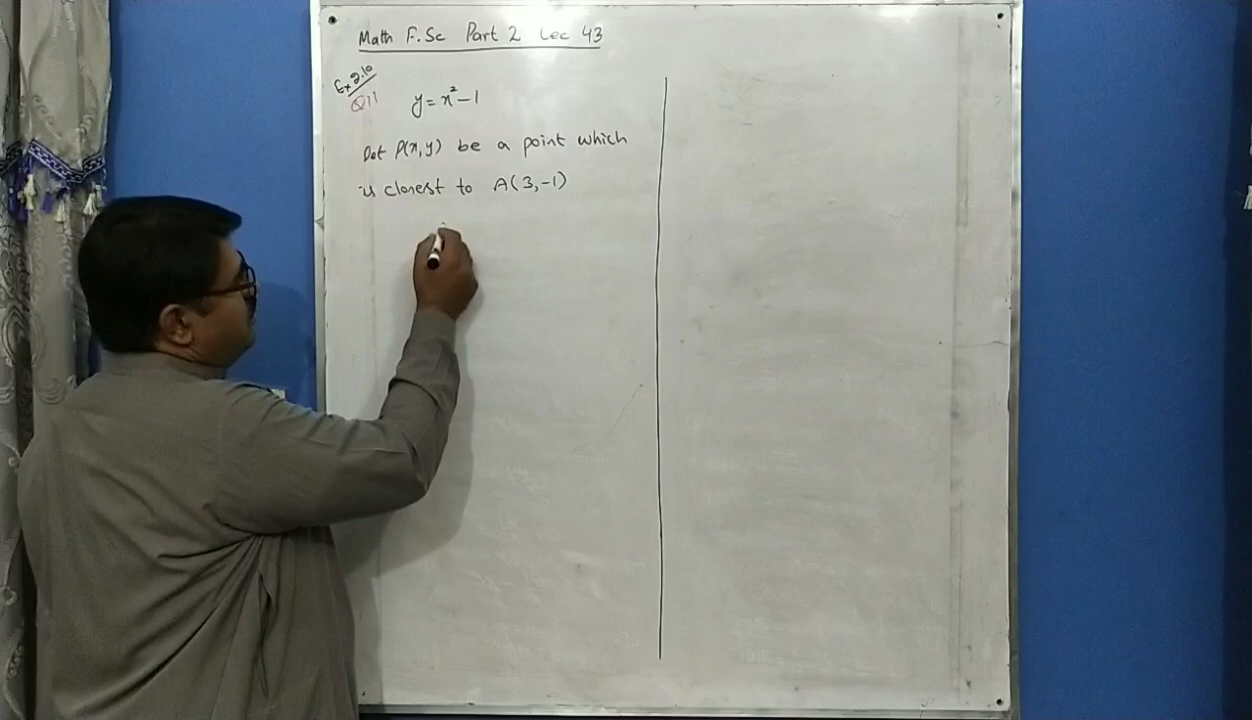 Math F.Sc Part 2 Lec 43
Ex 2.10
Q11 y = x² - 1
Let P(x, y) be a point which
is closest to A(3, -1)